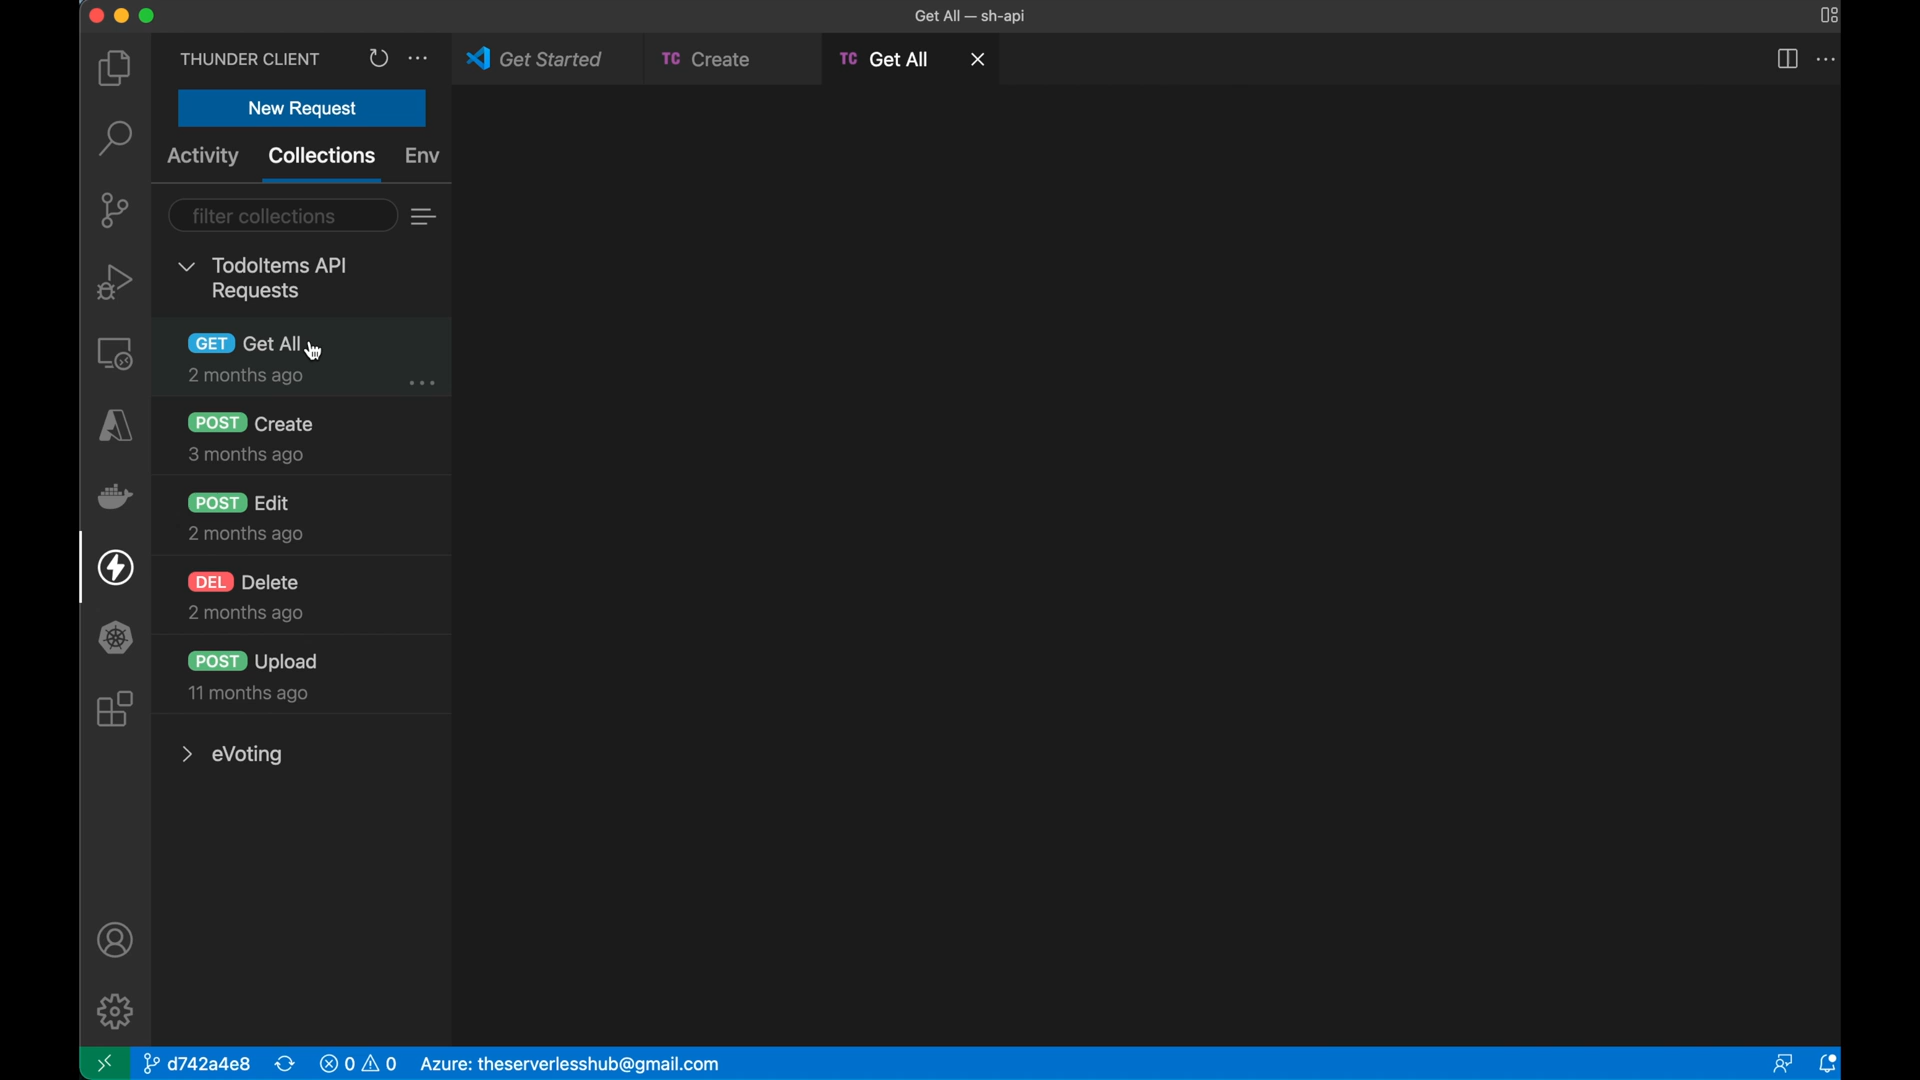 Get All — sh-api
THUNDER CLIENT
Get Started
TC Create
TC Get All
New Request
Activity Collections Env
filter collections
TodoItems API
Requests
GET Get All
2 months ago
POST Create
3 months ago
POST Edit
2 months ago
DEL Delete
2 months ago
POST Upload
11 months ago
eVoting
d742a4e8 0 0 Azure: theserverlesshub@gmail.com